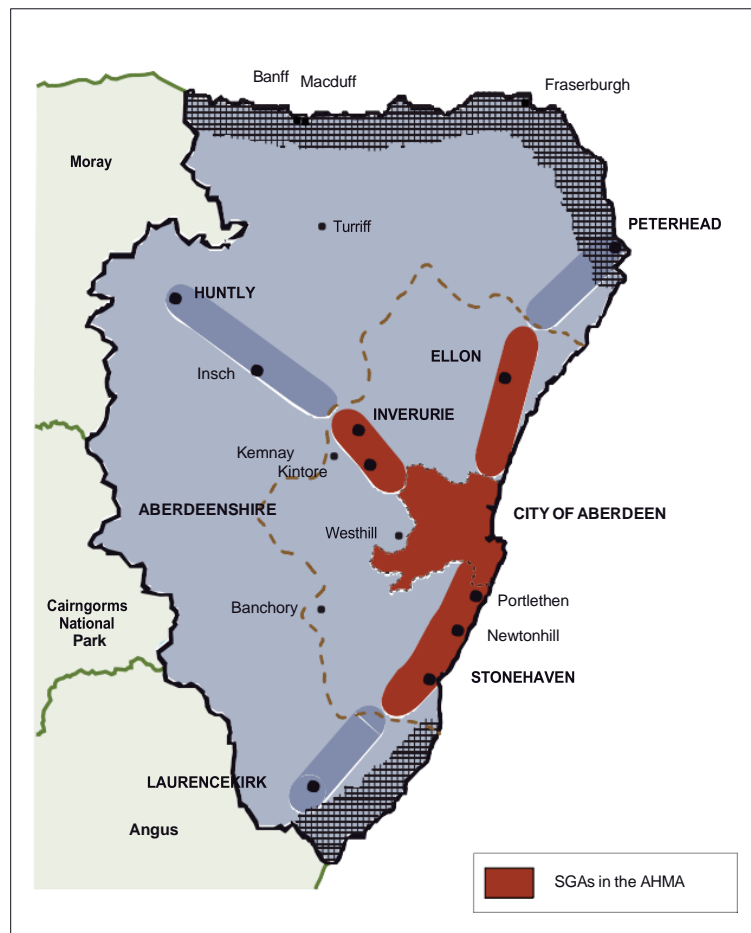 Banff
Macduff
Fraserburgh
Moray
Turriff
PETERHEAD
HUNTLY
ELLON
Insch
INVERURIE
Kemnay
Kintore
ABERDEENSHIRE
CITY OF ABERDEEN
Westhill
Cairngorms
National
Park
Banchory
Portlethen
Newtonhill
STONEHAVEN
LAURENCEKIRK
Angus
SGAs in the AHMA